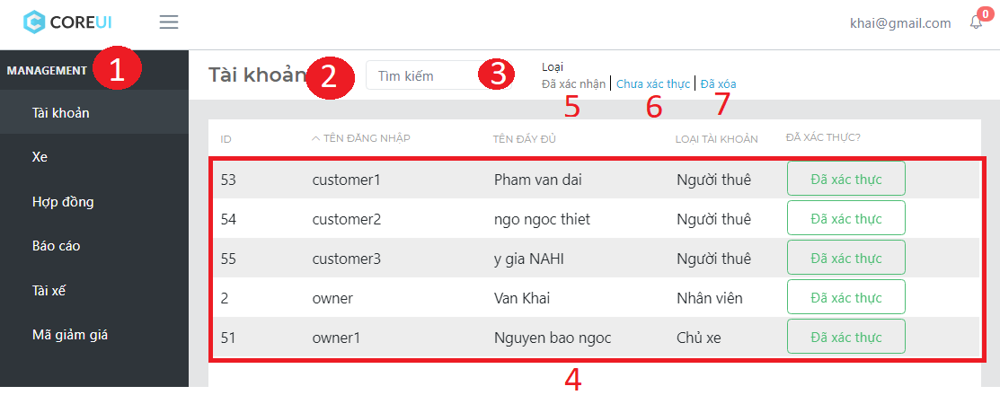 COREUI
khai@gmail.com
0
MANAGEMENT
1
Tài khoản
Xe
Hợp đồng
Báo cáo
Tài xế
Mã giảm giá
Tài khoản
2
Tìm kiếm
3
Loại
Đã xác nhận | Chưa xác thực | Đã xóa
5
6
7
ID TÊN ĐĂNG NHẬP TÊN ĐẦY ĐỦ LOẠI TÀI KHOẢN ĐÃ XÁC THỰC?
53 customer1 Pham van dai Người thuê Đã xác thực
54 customer2 ngo ngoc thiet Người thuê Đã xác thực
55 customer3 y gia NAHI Người thuê Đã xác thực
2 owner Van Khai Nhân viên Đã xác thực
51 owner1 Nguyen bao ngoc Chủ xe Đã xác thực
4